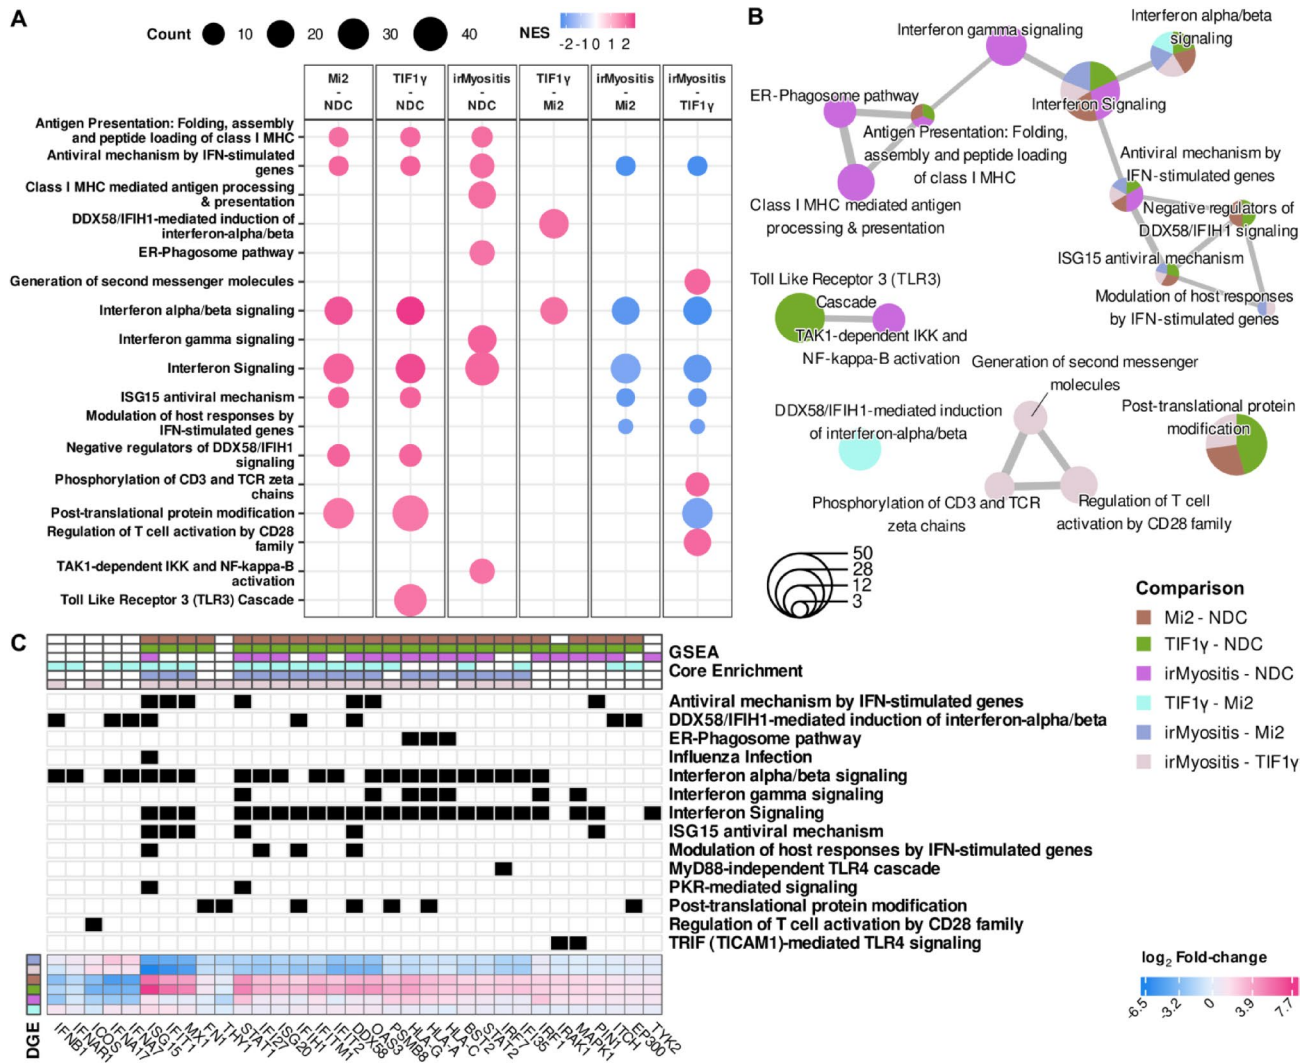 A
Count 10 20 30 40 NES -2 -1 0 1 2
Mi2 - NDC
TIF1γ - NDC
irMyositis - NDC
TIF1γ - Mi2
irMyositis - Mi2
irMyositis - TIF1γ
Antigen Presentation: Folding, assembly
and peptide loading of class I MHC
Antiviral mechanism by IFN-stimulated
genes
Class I MHC mediated antigen processing
& presentation
DDX58/IFIH1-mediated induction of
interferon-alpha/beta
ER-Phagosome pathway
Generation of second messenger molecules
Interferon alpha/beta signaling
Interferon gamma signaling
Interferon Signaling
ISG15 antiviral mechanism
Modulation of host responses by
IFN-stimulated genes
Negative regulators of DDX58/IFIH1
signaling
Phosphorylation of CD3 and TCR zeta
chains
Post-translational protein modification
Regulation of T cell activation by CD28
family
TAK1-dependent IKK and NF-kappa-B
activation
Toll Like Receptor 3 (TLR3) Cascade
B
Interferon gamma signaling
Interferon alpha/beta
signaling
ER-Phagosome pathway
Interferon Signaling
Antigen Presentation: Folding,
assembly and peptide loading
of class I MHC
Antiviral mechanism by
IFN-stimulated genes
Class I MHC mediated antigen
processing & presentation
Negative regulators of
DDX58/IFIH1 signaling
ISG15 antiviral mechanism
Toll Like Receptor 3 (TLR3)
Cascade
Modulation of host responses
by IFN-stimulated genes
TAK1-dependent IKK and
NF-kappa-B activation
Generation of second messenger
molecules
DDX58/IFIH1-mediated induction
of interferon-alpha/beta
Post-translational protein
modification
Phosphorylation of CD3 and TCR
zeta chains
Regulation of T cell
activation by CD28 family
50
28
12
3
Comparison
Mi2 - NDC
TIF1γ - NDC
irMyositis - NDC
TIF1γ - Mi2
irMyositis - Mi2
irMyositis - TIF1γ
C
GSEA
Core Enrichment
Antiviral mechanism by IFN-stimulated genes
DDX58/IFIH1-mediated induction of interferon-alpha/beta
ER-Phagosome pathway
Influenza Infection
Interferon alpha/beta signaling
Interferon gamma signaling
Interferon Signaling
ISG15 antiviral mechanism
Modulation of host responses by IFN-stimulated genes
MyD88-independent TLR4 cascade
PKR-mediated signaling
Post-translational protein modification
Regulation of T cell activation by CD28 family
TRIF (TICAM1)-mediated TLR4 signaling
log2 Fold-change
-6.5 -3.2 0 3.9 7.7
DGE
IFNB1
IFNAR1
ICOS
IFNA17
IFNA7
ISG15
IFIT1
MX1
FN1
THY1
STAT1
IFI27
ISG20
IFIH1
IFITM1
IFIT2
DDX58
OAS3
PSMB8
HLA-G
HLA-A
HLA-C
BST2
STAT2
IRF7
IFI35
IRF1
IRAK1
MAPK1
PIN1
ITCH
EP300
TYK2